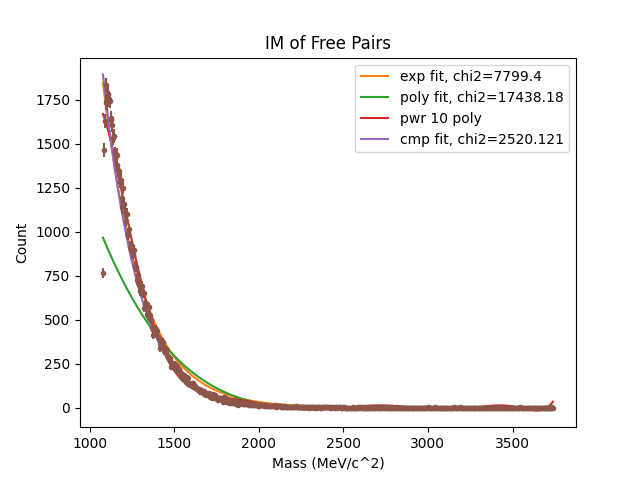 IM of Free Pairs
exp fit, chi2=7799.4
poly fit, chi2=17438.18
pwr 10 poly
cmp fit, chi2=2520.121
1750
1500
1250
1000
750
500
250
0
Count
1000 1500 2000 2500 3000 3500
Mass (MeV/c^2)